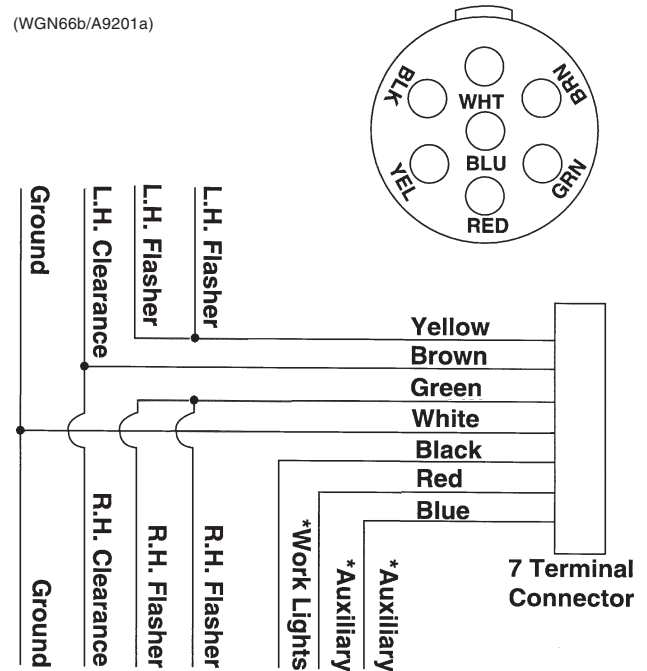 (WGN66b/A9201a)
BLK
WHT
BRN
BLU
YEL
GRN
RED
Ground
L.H. Clearance
L.H. Flasher
L.H. Flasher
Yellow
Brown
Green
White
Black
Red
Blue
Ground
R.H. Clearance
R.H. Flasher
R.H. Flasher
*Work Lights
*Auxiliary
*Auxiliary
7 Terminal
Connector